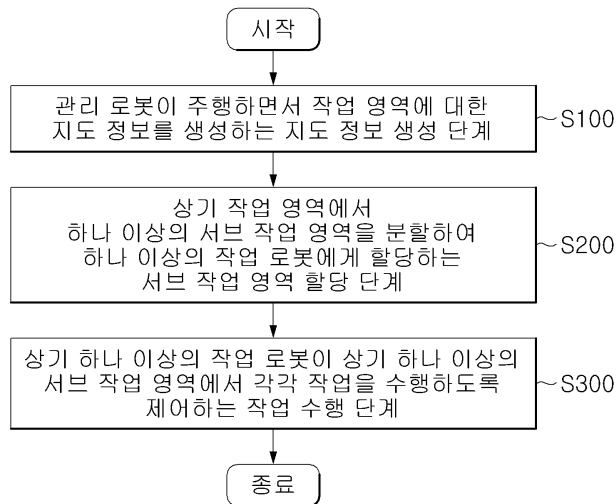 시작
관리 로봇이 주행하면서 작업 영역에 대한
지도 정보를 생성하는 지도 정보 생성 단계
S100
상기 작업 영역에서
하나 이상의 서브 작업 영역을 분할하여
하나 이상의 작업 로봇에게 할당하는
서브 작업 영역 할당 단계
S200
상기 하나 이상의 작업 로봇이 상기 하나 이상의
서브 작업 영역에서 각각 작업을 수행하도록
제어하는 작업 수행 단계
S300
종료